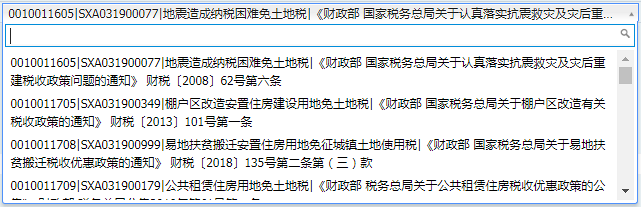 0010011605|SXA031900077|地震造成纳税困难免土地税|《财政部 国家税务总局关于认真落实抗震救灾及灾后重...
0010011605|SXA031900077|地震造成纳税困难免土地税|《财政部 国家税务总局关于认真落实抗震救灾及灾后重
建税收政策问题的通知》 财税〔2008〕62号第六条
0010011705|SXA031900349|棚户区改造安置住房建设用地免土地税|《财政部 国家税务总局关于棚户区改造有关
税收政策的通知》 财税〔2013〕101号第一条
0010011708|SXA031900999|易地扶贫搬迁安置住房用地免征城镇土地使用税|《财政部 国家税务总局关于易地扶
贫搬迁税收优惠政策的通知》 财税〔2018〕135号第二条第（三）款
0010011709|SXA031900179|公共租赁住房用地免土地税|《财政部 税务总局关于公共租赁住房税收优惠政策的公